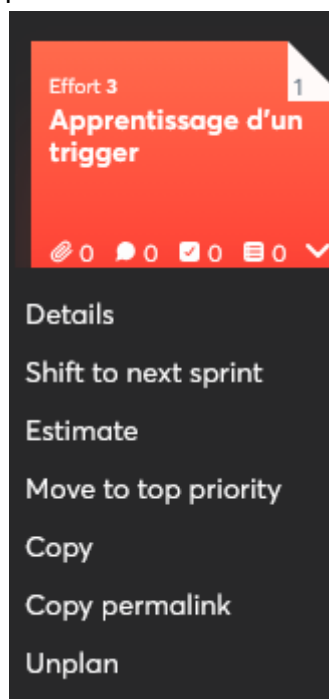 Effort 3
1
Apprentissage d'un
trigger
0 0 0 0
Details
Shift to next sprint
Estimate
Move to top priority
Copy
Copy permalink
Unplan